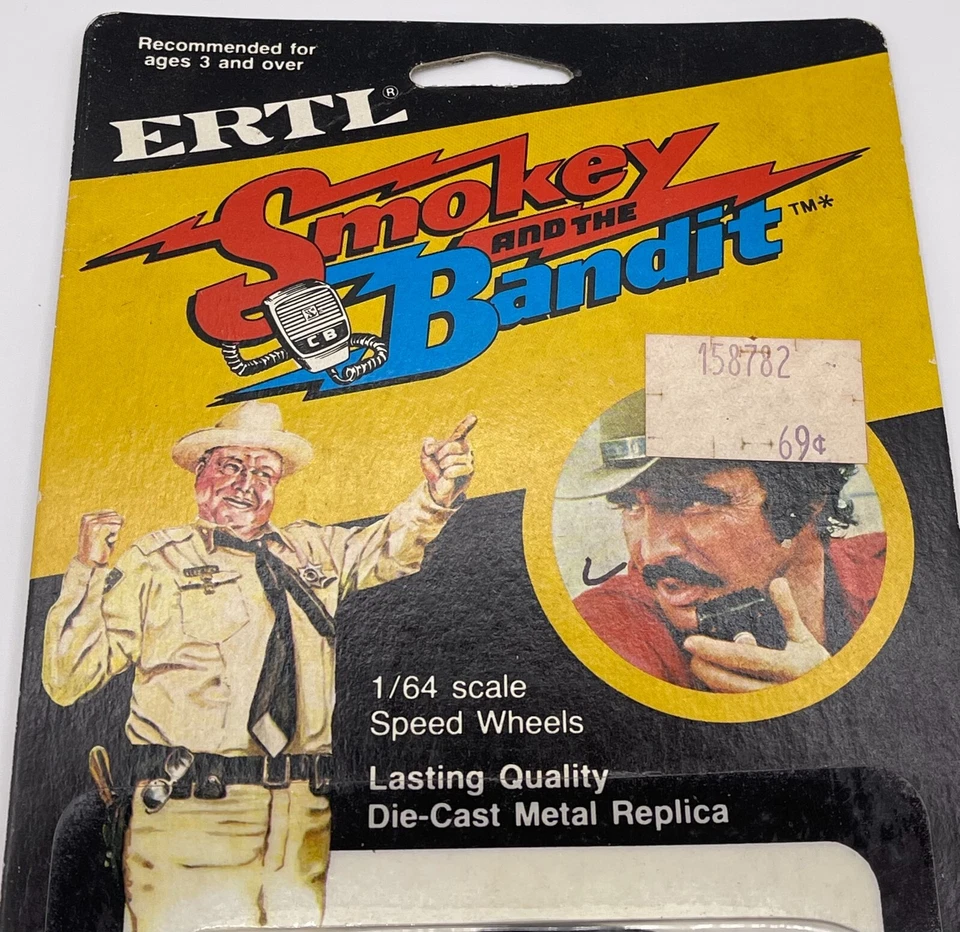 Recommended for
ages 3 and over
ERTL®
Smokey
AND THE
Bandit™*
CB
158782
69¢
1/64 scale
Speed Wheels
Lasting Quality
Die-Cast Metal Replica